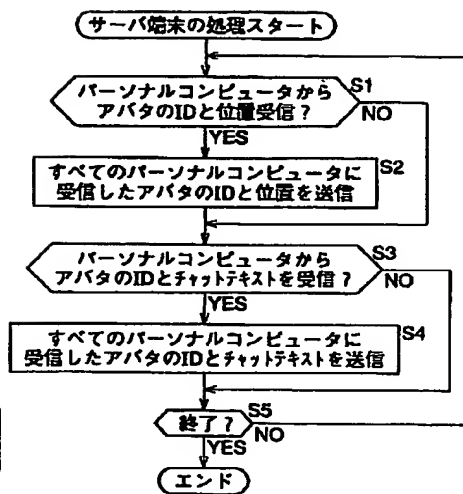 サーバ端末の処理スタート
パーソナルコンピュータから
アバタのIDと位置受信？
S1
NO
YES
すべてのパーソナルコンピュータに
受信したアバタのIDと位置を送信
S2
パーソナルコンピュータから
アバタのIDとチャットテキストを受信？
S3
NO
YES
すべてのパーソナルコンピュータに
受信したアバタのIDとチャットテキストを送信
S4
終了？
S5
NO
YES
エンド